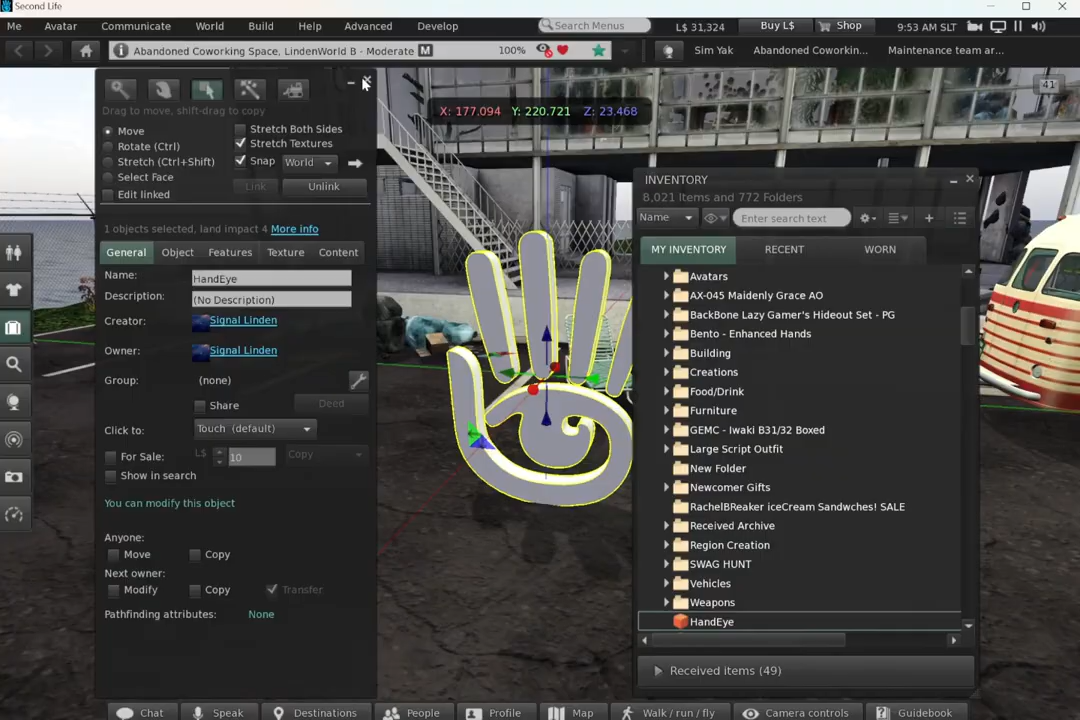 Second Life
Me Avatar Communicate World Build Help Advanced Develop
Search Menus
L$ 31,324 Buy L$ Shop 9:53 AM SLT
Abandoned Coworking Space, LindenWorld B - Moderate M 100%
Sim Yak Abandoned Coworkin... Maintenance team ar...
41
Drag to move, shift-drag to copy
Move
Rotate (Ctrl)
Stretch (Ctrl+Shift)
Select Face
Edit linked
Stretch Both Sides
Stretch Textures
Snap World
Link Unlink
1 objects selected, land impact 4 More info
General Object Features Texture Content
Name: HandEye
Description: (No Description)
Creator: Signal Linden
Owner: Signal Linden
Group: (none)
Share Deed
Click to: Touch (default)
For Sale: L$ 10 Copy
Show in search
You can modify this object
Anyone:
Move Copy
Next owner:
Modify Copy Transfer
Pathfinding attributes: None
X: 177.094 Y: 220.721 Z: 23.468
INVENTORY
8,021 Items and 772 Folders
Name Enter search text
MY INVENTORY RECENT WORN
Avatars
AX-045 Maidenly Grace AO
BackBone Lazy Gamer's Hideout Set - PG
Bento - Enhanced Hands
Building
Creations
Food/Drink
Furniture
GEMC - Iwaki B31/32 Bozen
Large Script Outfit
New Folder
Newcomer Gifts
RachelBReaker iceCream Sandwches! SALE
Received Archive
Region Creation
SWAG HUNT
Vehicles
Weapons
HandEye
Received items (49)
Chat Speak Destinations People Profile Map Walk / run / fly Camera controls Guidebook